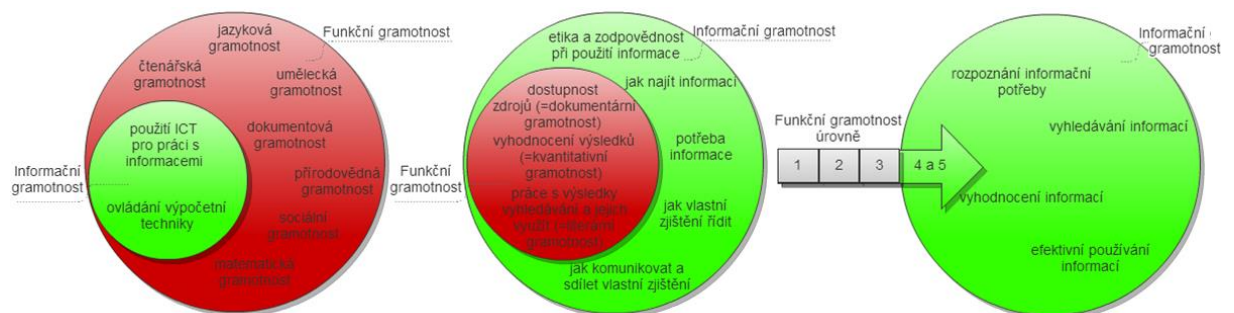 jazyková
gramotnost
Funkční gramotnost
čtenářská
gramotnost
umělecká
gramotnost
dokumentová
gramotnost
přírodovědná
gramotnost
sociální
gramotnost
matematická
gramotnost
použití ICT
pro práci s
informacemi
ovládání výpočetní
techniky
Informační
gramotnost
etika a zodpovědnost
při použití informace
Informační gramotnost
jak najít informaci
potřeba
informace
jak vlastní
zjištění řídit
jak komunikovat a
sdílet vlastní zjištění
dostupnost
zdrojů (=dokumentární
gramotnost)
vyhodnocení výsledků
(=kvantitativní
gramotnost)
práce s výsledky
vyhledávání a jejich
využít (=literární
gramotnost)
Funkční
gramotnost
Funkční gramotnost
úrovně
1 2 3 4 a 5
Informační
gramotnost
rozpoznání informační
potřeby
vyhledávání informací
vyhodnocení informací
efektivní používání
informací